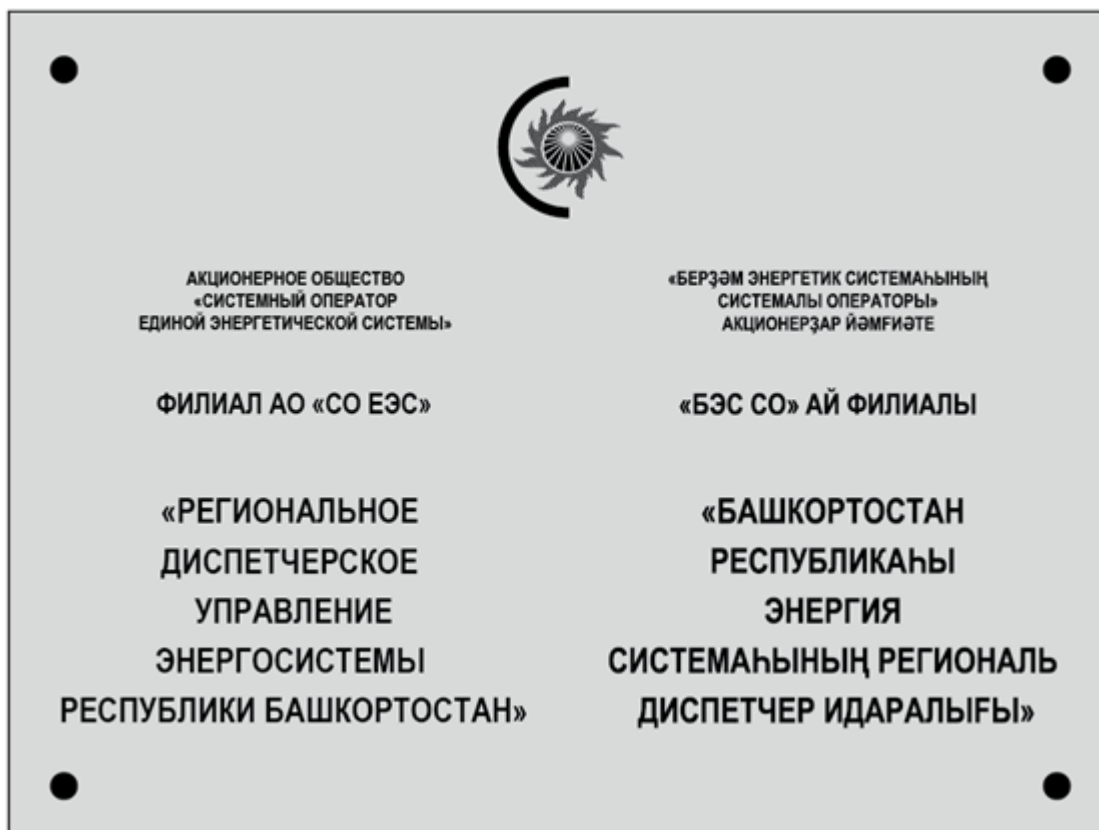 АКЦИОНЕРНОЕ ОБЩЕСТВО
«СИСТЕМНЫЙ ОПЕРАТОР
ЕДИНОЙ ЭНЕРГЕТИЧЕСКОЙ СИСТЕМЫ»
ФИЛИАЛ АО «СО ЕЭС»
«РЕГИОНАЛЬНОЕ
ДИСПЕТЧЕРСКОЕ
УПРАВЛЕНИЕ
ЭНЕРГОСИСТЕМЫ
РЕСПУБЛИКИ БАШКОРТОСТАН»
«БЕРҘӘМ ЭНЕРГЕТИК СИСТЕМАҺЫНЫҢ
СИСТЕМАЛЫ ОПЕРАТОРЫ»
АКЦИОНЕРҘАР ЙӘМҒИӘТЕ
«БЭС СО» АЙ ФИЛИАЛЫ
«БАШКОРТОСТАН
РЕСПУБЛИКАҺЫ
ЭНЕРГИЯ
СИСТЕМАҺЫНЫҢ РЕГИОНАЛЬ
ДИСПЕТЧЕР ИДАРАЛЫҒЫ»